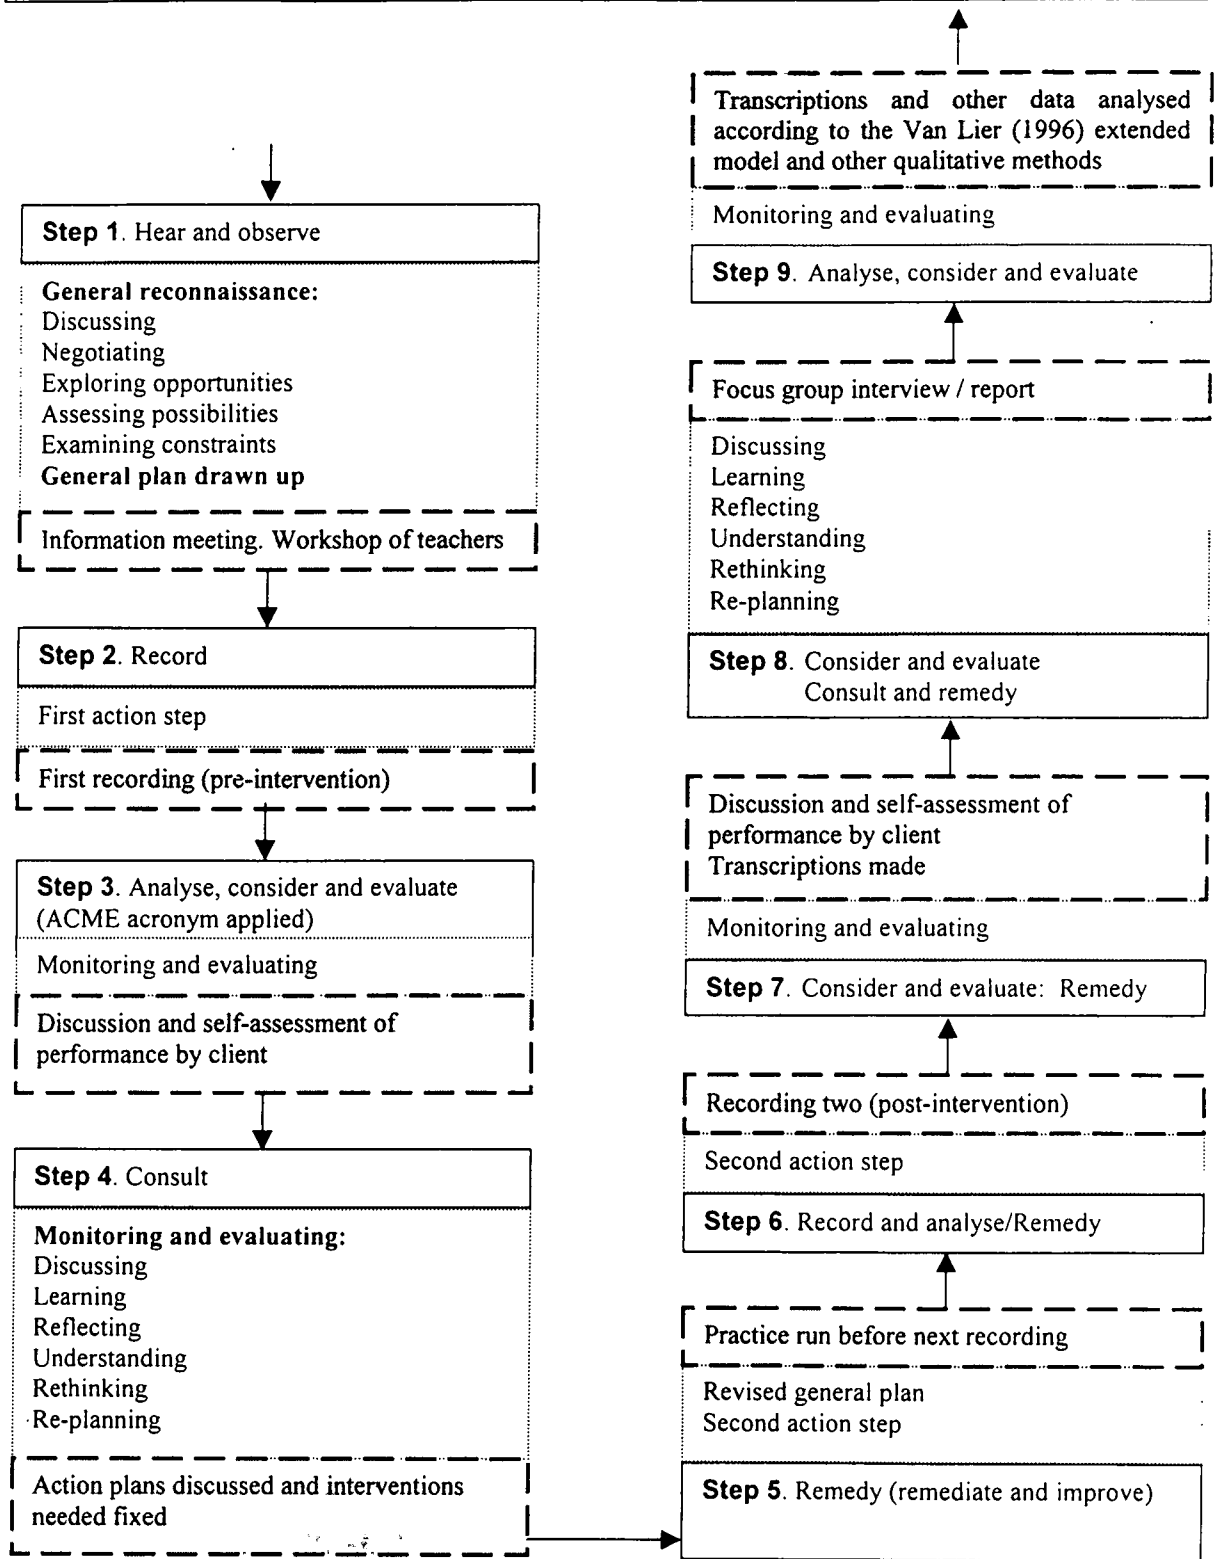 Step 1. Hear and observe
General reconnaissance:
Discussing
Negotiating
Exploring opportunities
Assessing possibilities
Examining constraints
General plan drawn up
Information meeting. Workshop of teachers
Step 2. Record
First action step
First recording (pre-intervention)
Step 3. Analyse, consider and evaluate
(ACME acronym applied)
Monitoring and evaluating
Discussion and self-assessment of
performance by client
Step 4. Consult
Monitoring and evaluating:
Discussing
Learning
Reflecting
Understanding
Rethinking
Re-planning
Action plans discussed and interventions
needed fixed
Transcriptions and other data analysed
according to the Van Lier (1996) extended
model and other qualitative methods
Monitoring and evaluating
Step 9. Analyse, consider and evaluate
Focus group interview / report
Discussing
Learning
Reflecting
Understanding
Rethinking
Re-planning
Step 8. Consider and evaluate
Consult and remedy
Discussion and self-assessment of
performance by client
Transcriptions made
Monitoring and evaluating
Step 7. Consider and evaluate: Remedy
Recording two (post-intervention)
Second action step
Step 6. Record and analyse/Remedy
Practice run before next recording
Revised general plan
Second action step
Step 5. Remedy (remediate and improve)